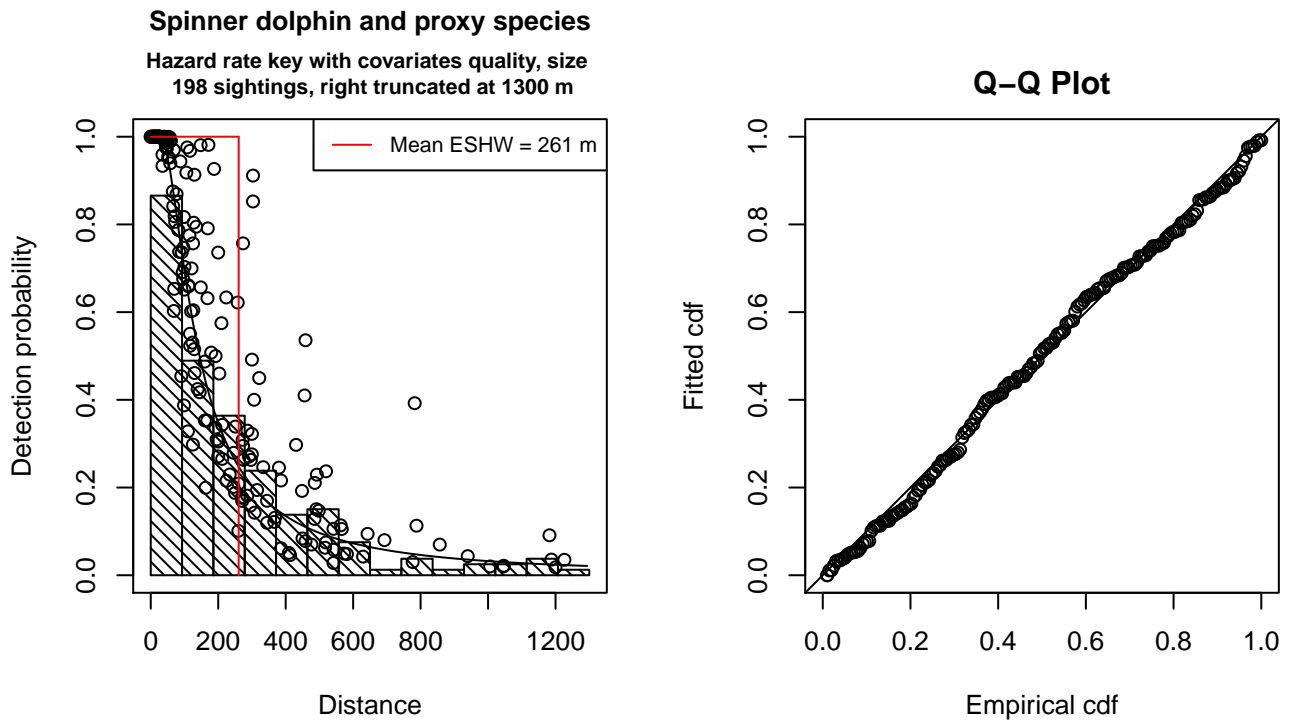 Spinner dolphin and proxy species
Hazard rate key with covariates quality, size
198 sightings, right truncated at 1300 m
Mean ESHW = 261 m
Detection probability
1.0
0.8
0.6
0.4
0.2
0.0
0 200 400 600 800 1200
Distance
Q−Q Plot
Fitted cdf
1.0
0.8
0.6
0.4
0.2
0.0
0.0 0.2 0.4 0.6 0.8 1.0
Empirical cdf